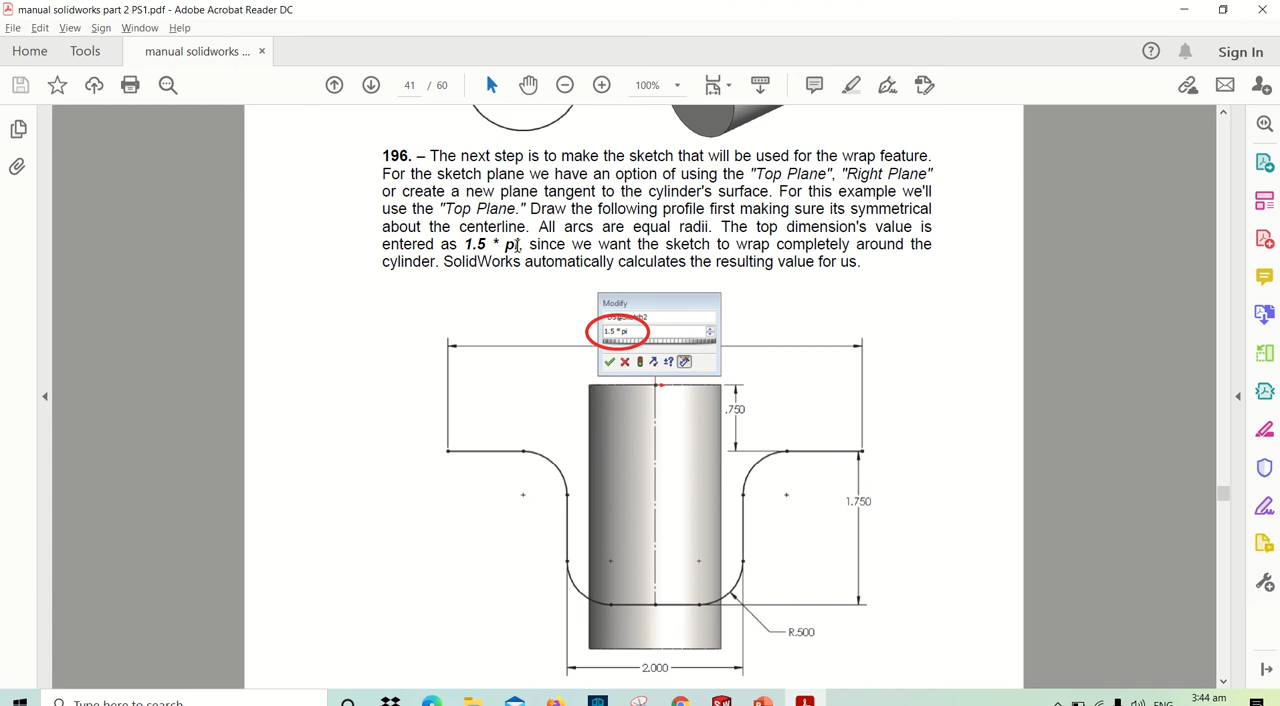 manual solidworks part 2 PS1.pdf - Adobe Acrobat Reader DC
File Edit View Sign Window Help
Home Tools manual solidworks ... × Sign In
41 / 60 100%
196. – The next step is to make the sketch that will be used for the wrap feature.
For the sketch plane we have an option of using the "Top Plane", "Right Plane"
or create a new plane tangent to the cylinder's surface. For this example we'll
use the "Top Plane." Draw the following profile first making sure its symmetrical
about the centerline. All arcs are equal radii. The top dimension's value is
entered as 1.5 * pi, since we want the sketch to wrap completely around the
cylinder. SolidWorks automatically calculates the resulting value for us.
Modify
1.5 * pi
.750
1.750
R.500
2.000
Type here to search
3:44 am
ENG